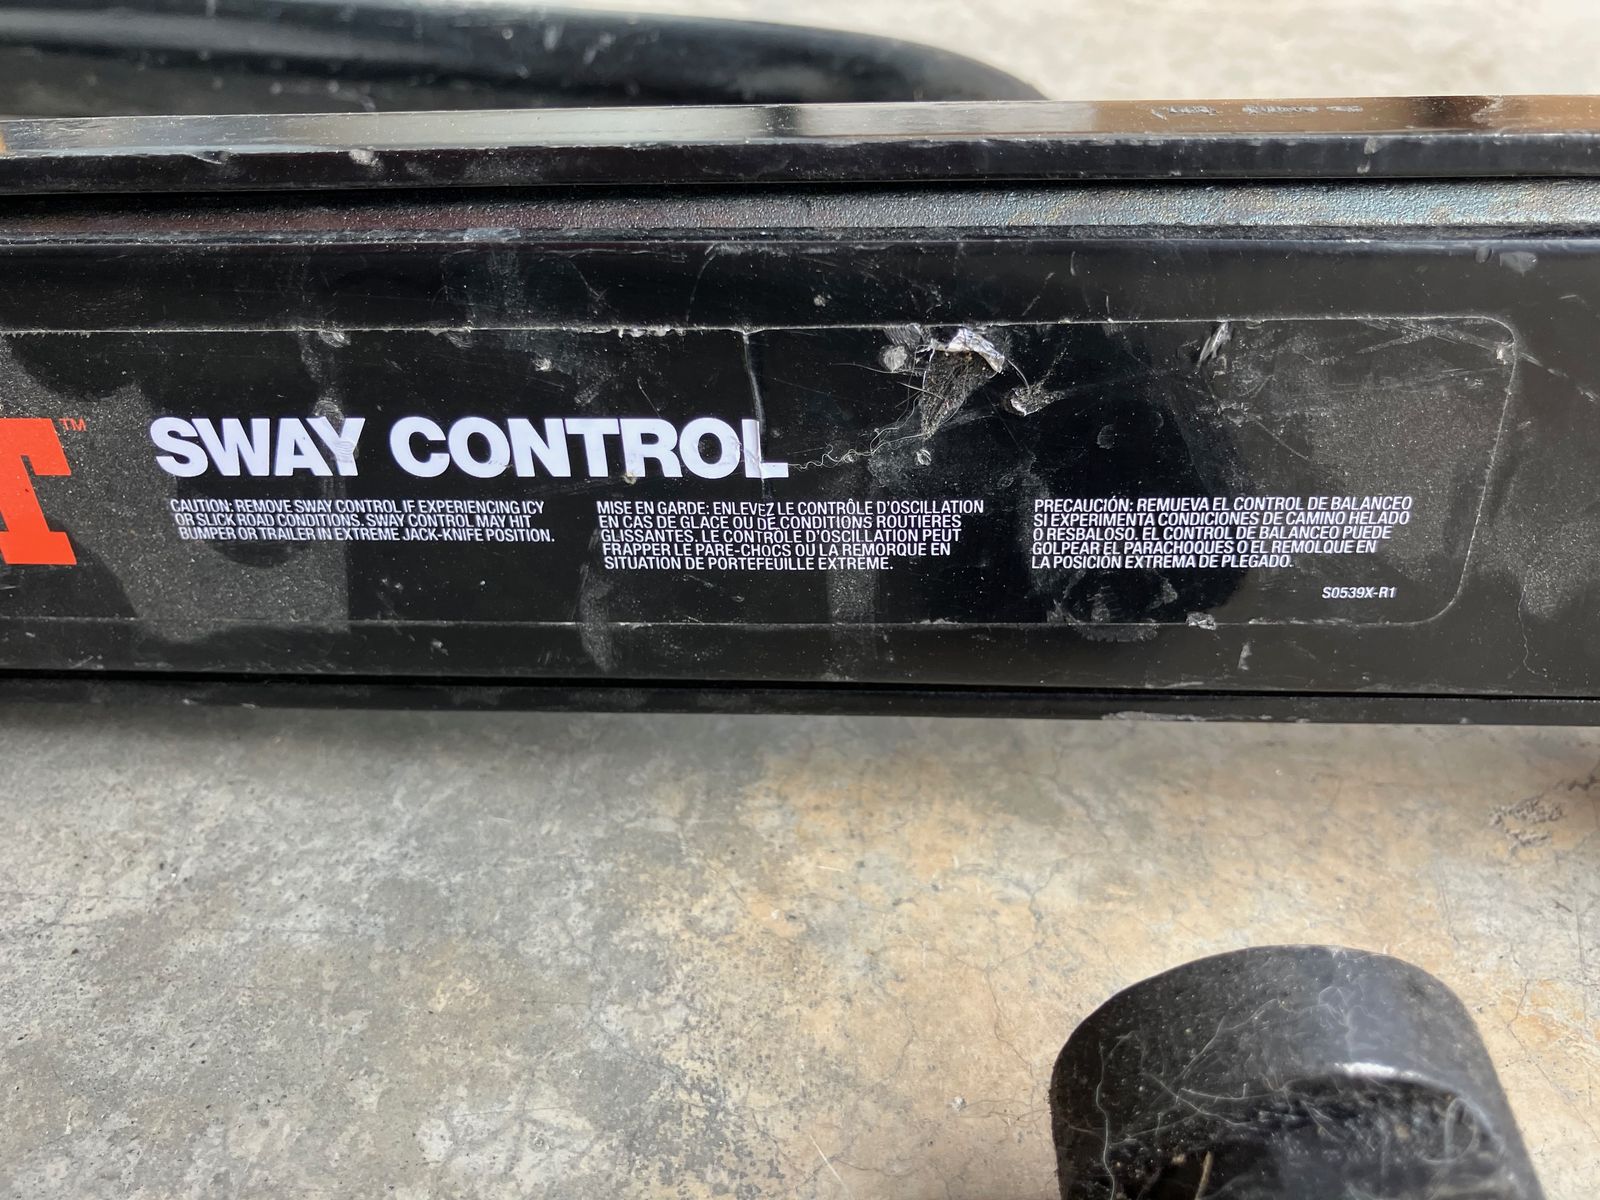 T™
SWAY CONTROL
CAUTION: REMOVE SWAY CONTROL IF EXPERIENCING ICY
OR SLICK ROAD CONDITIONS. SWAY CONTROL MAY HIT
BUMPER OR TRAILER IN EXTREME JACK-KNIFE POSITION.
MISE EN GARDE: ENLEVEZ LE CONTRÔLE D'OSCILLATION
EN CAS DE GLACE OU DE CONDITIONS ROUTIERES
GLISSANTES. LE CONTRÔLE D'OSCILLATION PEUT
FRAPPER LE PARE-CHOCS OU LA REMORQUE EN
SITUATION DE PORTEFEUILLE EXTREME.
PRECAUCIÓN: REMUEVA EL CONTROL DE BALANCEO
SI EXPERIMENTA CONDICIONES DE CAMINO HELADO
O RESBALOSO. EL CONTROL DE BALANCEO PUEDE
GOLPEAR EL PARACHOQUES O EL REMOLQUE EN
LA POSICIÓN EXTREMA DE PLEGADO.
S0539X-R1